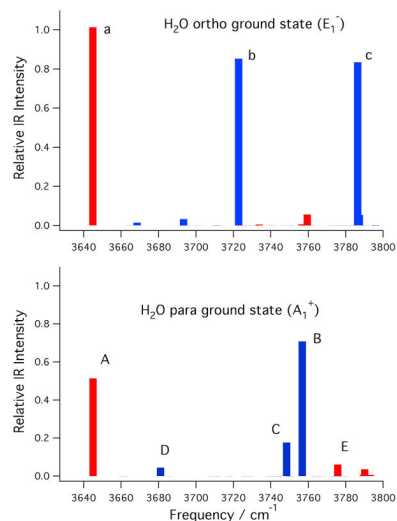 H₂O ortho ground state (E₁⁻)
a
b
c
Relative IR Intensity
1.0
0.8
0.6
0.4
0.2
0.0
3640 3660 3680 3700 3720 3740 3760 3780 3800
H₂O para ground state (A₁⁺)
A
B
C
D
E
Relative IR Intensity
1.0
0.8
0.6
0.4
0.2
0.0
3640 3660 3680 3700 3720 3740 3760 3780 3800
Frequency / cm⁻¹